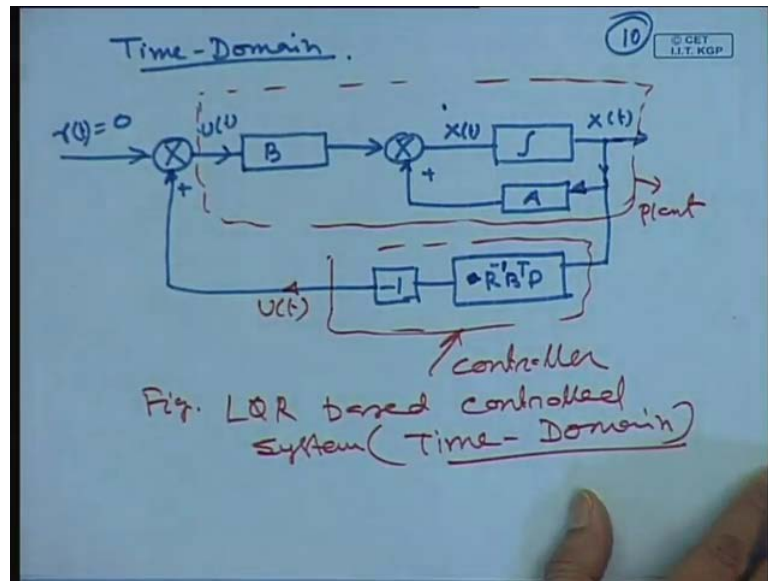 Time-Domain.
10
© CET
I.I.T. KGP
r(t)=0
U(t)
B
Ẋ(t)
∫
X(t)
+
+
A
plant
-1
R⁻¹BᵀP
U(t)
controller
Fig. LQR based controlled
system (Time-Domain)